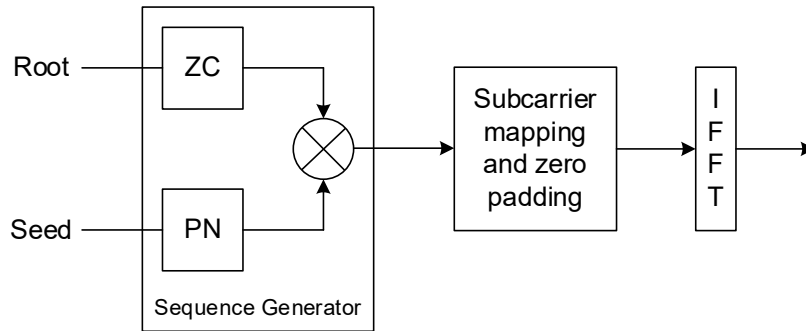 Root
ZC
Seed
PN
Sequence Generator
Subcarrier
mapping
and zero
padding
I
F
F
T